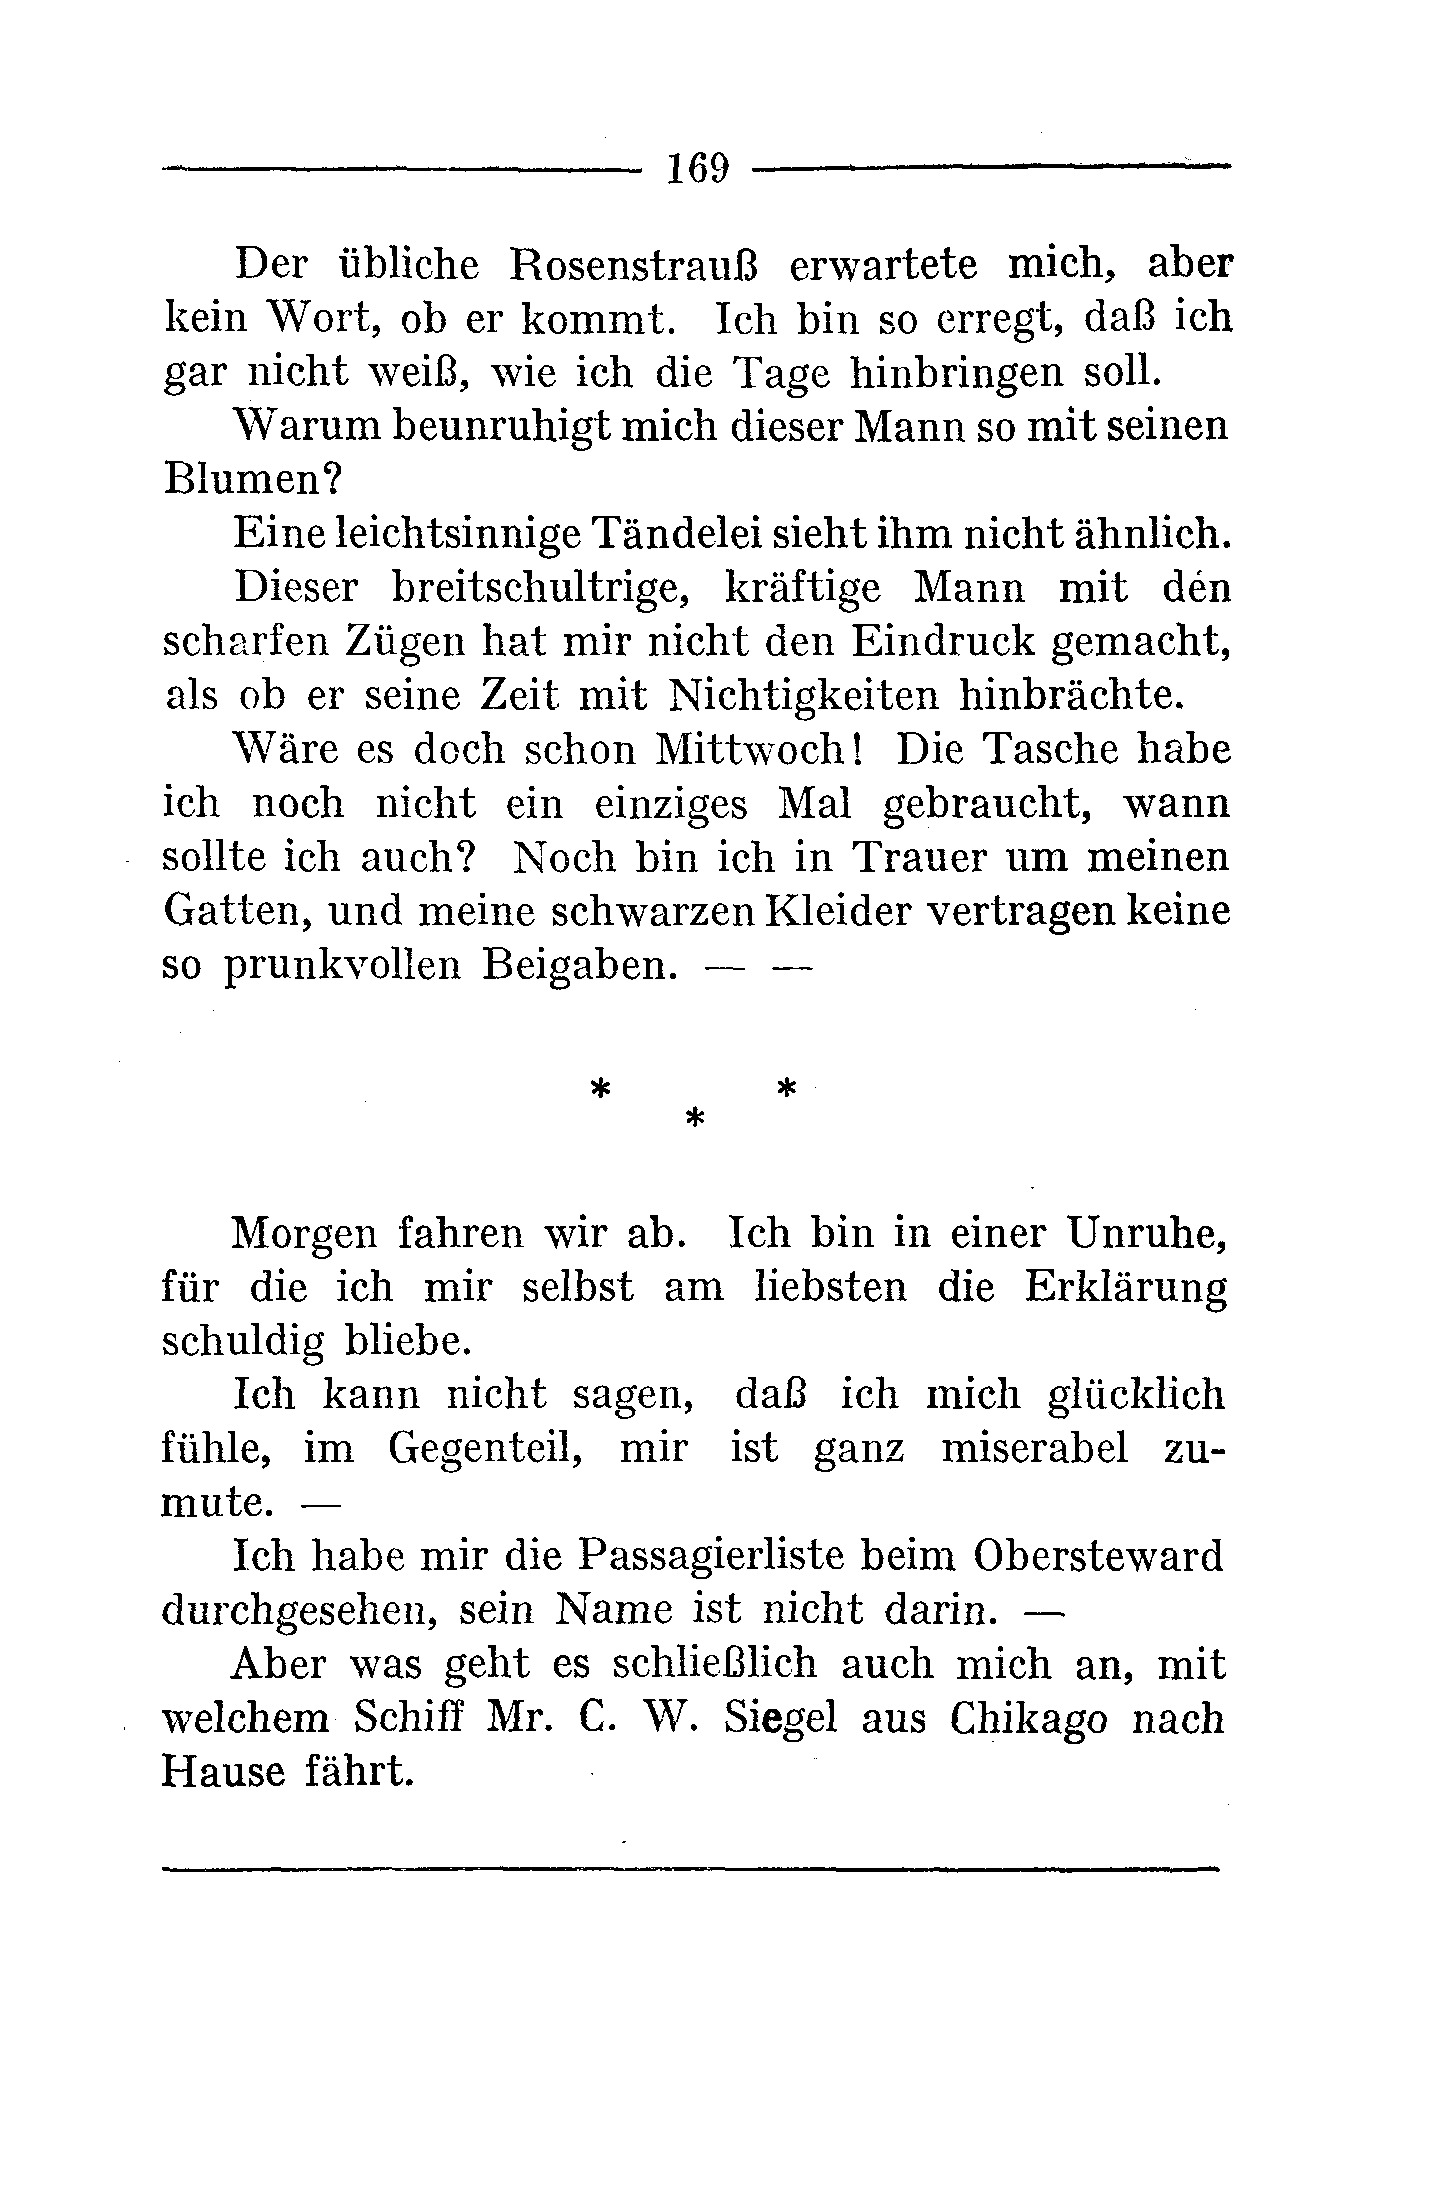 169
Der übliche Rosenstrauß erwartete mich, aber
kein Wort, ob er kommt. Ich bin so erregt, daß ich
gar nicht weiß, wie ich die Tage hinbringen soll.
Warum beunruhigt mich dieser Mann so mit seinen
Blumen?
Eine leichtsinnige Tändelei sieht ihm nicht ähnlich.
Dieser breitschultrige, kräftige Mann mit den
scharfen Zügen hat mir nicht den Eindruck gemacht,
als ob er seine Zeit mit Nichtigkeiten hinbrächte.
Wäre es doch schon Mittwoch! Die Tasche habe
ich noch nicht ein einziges Mal gebraucht, wann
sollte ich auch? Noch bin ich in Trauer um meinen
Gatten, und meine schwarzen Kleider vertragen keine
so prunkvollen Beigaben. — —
* *
*
Morgen fahren wir ab. Ich bin in einer Unruhe,
für die ich mir selbst am liebsten die Erklärung
schuldig bliebe.
Ich kann nicht sagen, daß ich mich glücklich
fühle, im Gegenteil, mir ist ganz miserabel zu-
mute. —
Ich habe mir die Passagierliste beim Obersteward
durchgesehen, sein Name ist nicht darin. —
Aber was geht es schließlich auch mich an, mit
welchem Schiff Mr. C. W. Siegel aus Chikago nach
Hause fährt.